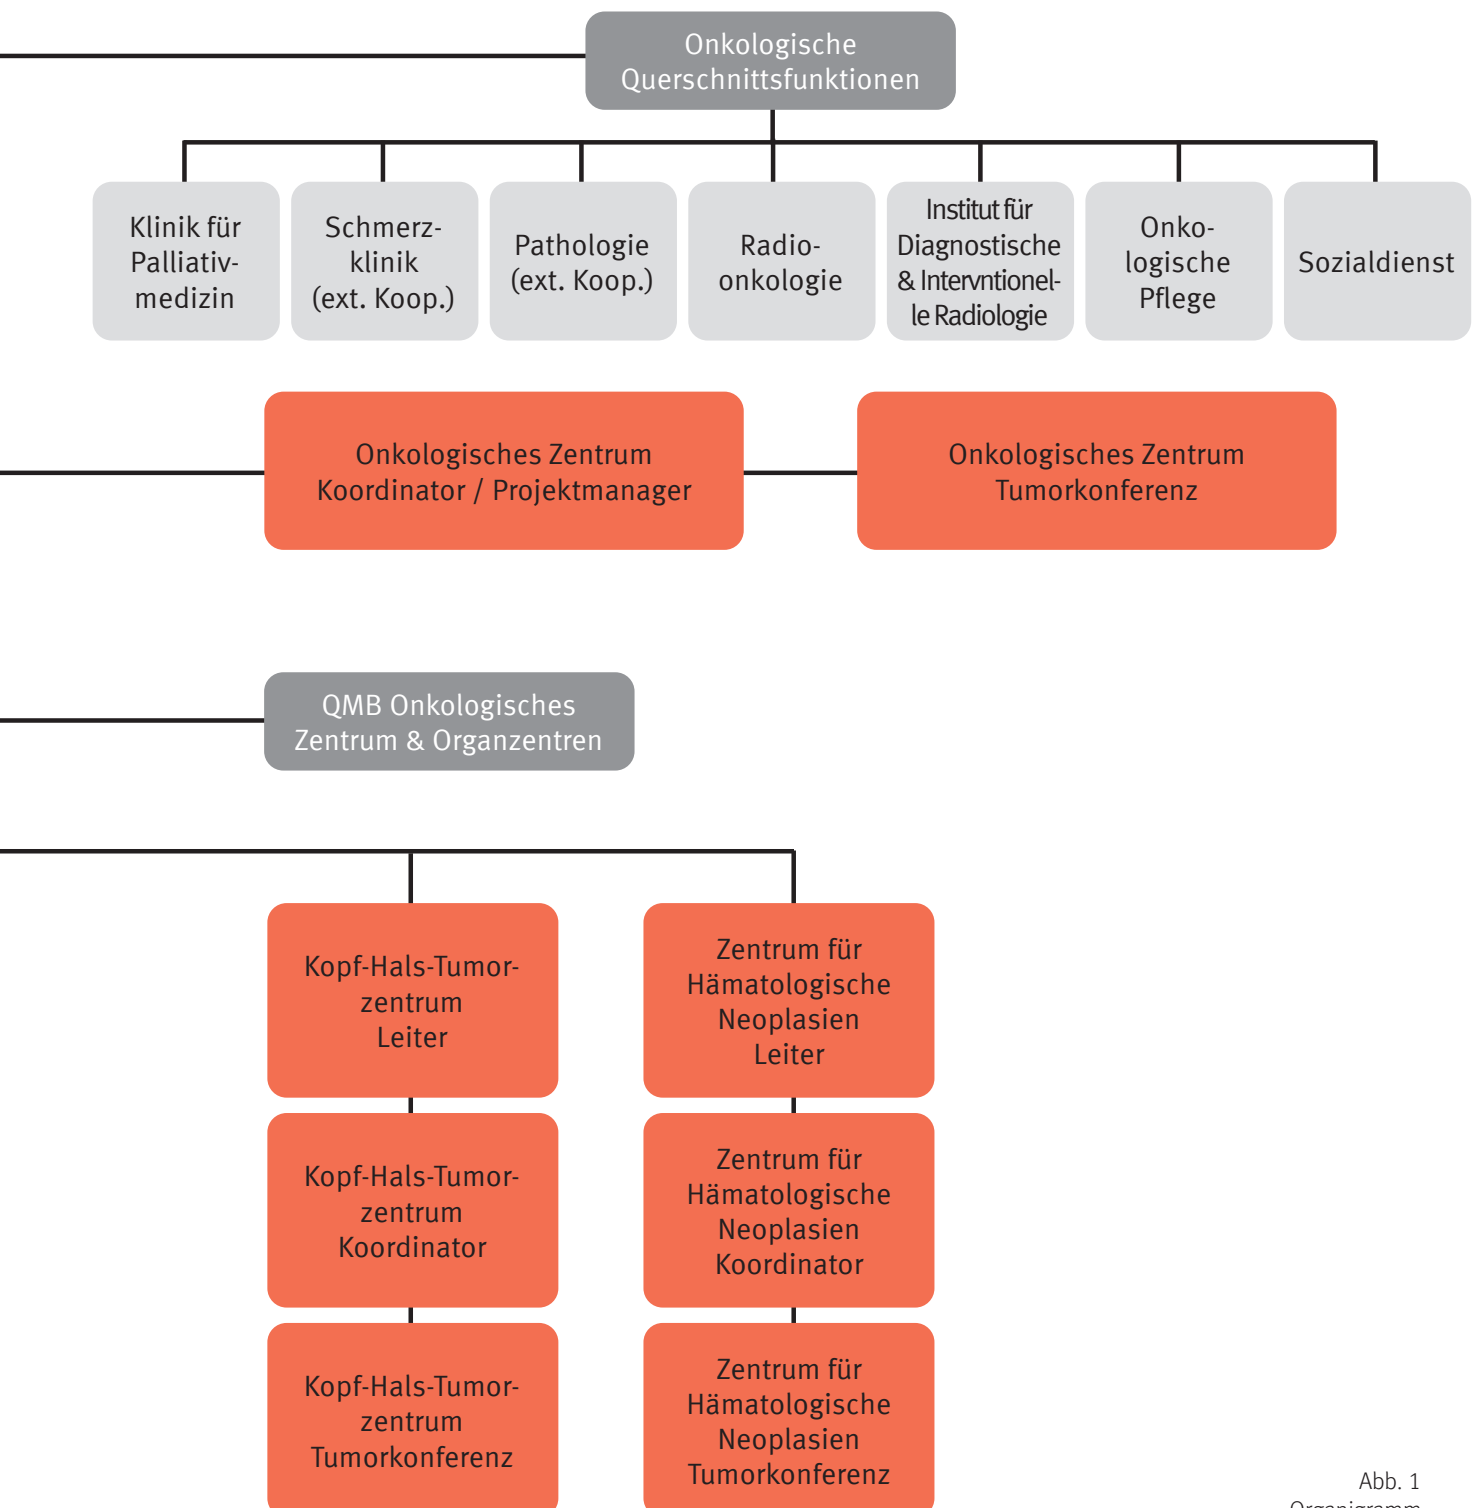 Onkologische
Querschnittsfunktionen
Klinik für
Palliativ-
medizin
Schmerz-
klinik
(ext. Koop.)
Pathologie
(ext. Koop.)
Radio-
onkologie
Institut für
Diagnostische
& Intervntionel-
le Radiologie
Onko-
logische
Pflege
Sozialdienst
Onkologisches Zentrum
Koordinator / Projektmanager
Onkologisches Zentrum
Tumorkonferenz
QMB Onkologisches
Zentrum & Organzentren
Kopf-Hals-Tumor-
zentrum
Leiter
Zentrum für
Hämatologische
Neoplasien
Leiter
Kopf-Hals-Tumor-
zentrum
Koordinator
Zentrum für
Hämatologische
Neoplasien
Koordinator
Kopf-Hals-Tumor-
zentrum
Tumorkonferenz
Zentrum für
Hämatologische
Neoplasien
Tumorkonferenz
Abb. 1
Organigramm